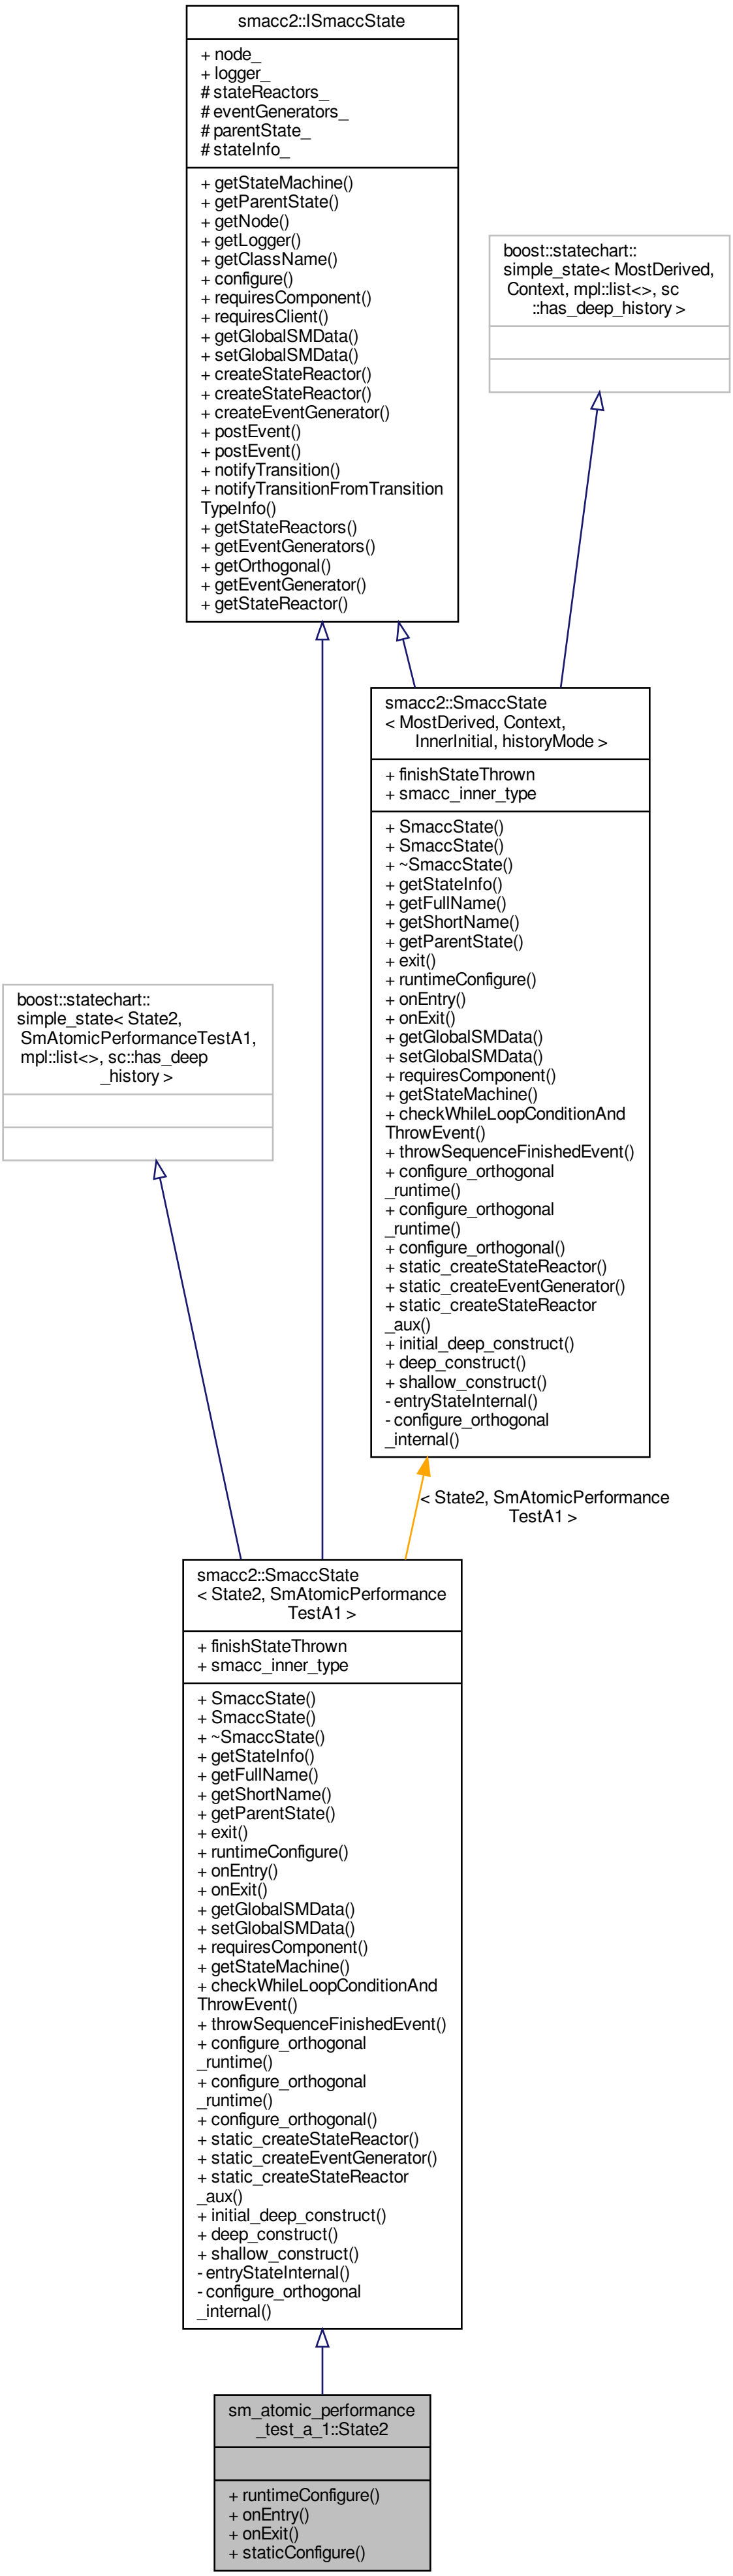 smacc2::ISmaccState
+ node_
+ logger_
# stateReactors_
# eventGenerators_
# parentState_
# stateInfo_
+ getStateMachine()
+ getParentState()
+ getNode()
+ getLogger()
+ getClassName()
+ configure()
+ requiresComponent()
+ requiresClient()
+ getGlobalSMData()
+ setGlobalSMData()
+ createStateReactor()
+ createStateReactor()
+ createEventGenerator()
+ postEvent()
+ postEvent()
+ notifyTransition()
+ notifyTransitionFromTransition
TypeInfo()
+ getStateReactors()
+ getEventGenerators()
+ getOrthogonal()
+ getEventGenerator()
+ getStateReactor()
boost::statechart::
simple_state< MostDerived,
Context, mpl::list<>, sc
::has_deep_history >
smacc2::SmaccState
< MostDerived, Context,
InnerInitial, historyMode >
+ finishStateThrown
+ smacc_inner_type
+ SmaccState()
+ SmaccState()
+ ~SmaccState()
+ getStateInfo()
+ getFullName()
+ getShortName()
+ getParentState()
+ exit()
+ runtimeConfigure()
+ onEntry()
+ onExit()
+ getGlobalSMData()
+ setGlobalSMData()
+ requiresComponent()
+ getStateMachine()
+ checkWhileLoopConditionAnd
ThrowEvent()
+ throwSequenceFinishedEvent()
+ configure_orthogonal
_runtime()
+ configure_orthogonal
_runtime()
+ configure_orthogonal()
+ static_createStateReactor()
+ static_createEventGenerator()
+ static_createStateReactor
_aux()
+ initial_deep_construct()
+ deep_construct()
+ shallow_construct()
- entryStateInternal()
- configure_orthogonal
_internal()
boost::statechart::
simple_state< State2,
SmAtomicPerformanceTestA1,
mpl::list<>, sc::has_deep
_history >
< State2, SmAtomicPerformance
TestA1 >
smacc2::SmaccState
< State2, SmAtomicPerformance
TestA1 >
+ finishStateThrown
+ smacc_inner_type
+ SmaccState()
+ SmaccState()
+ ~SmaccState()
+ getStateInfo()
+ getFullName()
+ getShortName()
+ getParentState()
+ exit()
+ runtimeConfigure()
+ onEntry()
+ onExit()
+ getGlobalSMData()
+ setGlobalSMData()
+ requiresComponent()
+ getStateMachine()
+ checkWhileLoopConditionAnd
ThrowEvent()
+ throwSequenceFinishedEvent()
+ configure_orthogonal
_runtime()
+ configure_orthogonal
_runtime()
+ configure_orthogonal()
+ static_createStateReactor()
+ static_createEventGenerator()
+ static_createStateReactor
_aux()
+ initial_deep_construct()
+ deep_construct()
+ shallow_construct()
- entryStateInternal()
- configure_orthogonal
_internal()
sm_atomic_performance
_test_a_1::State2
+ runtimeConfigure()
+ onEntry()
+ onExit()
+ staticConfigure()